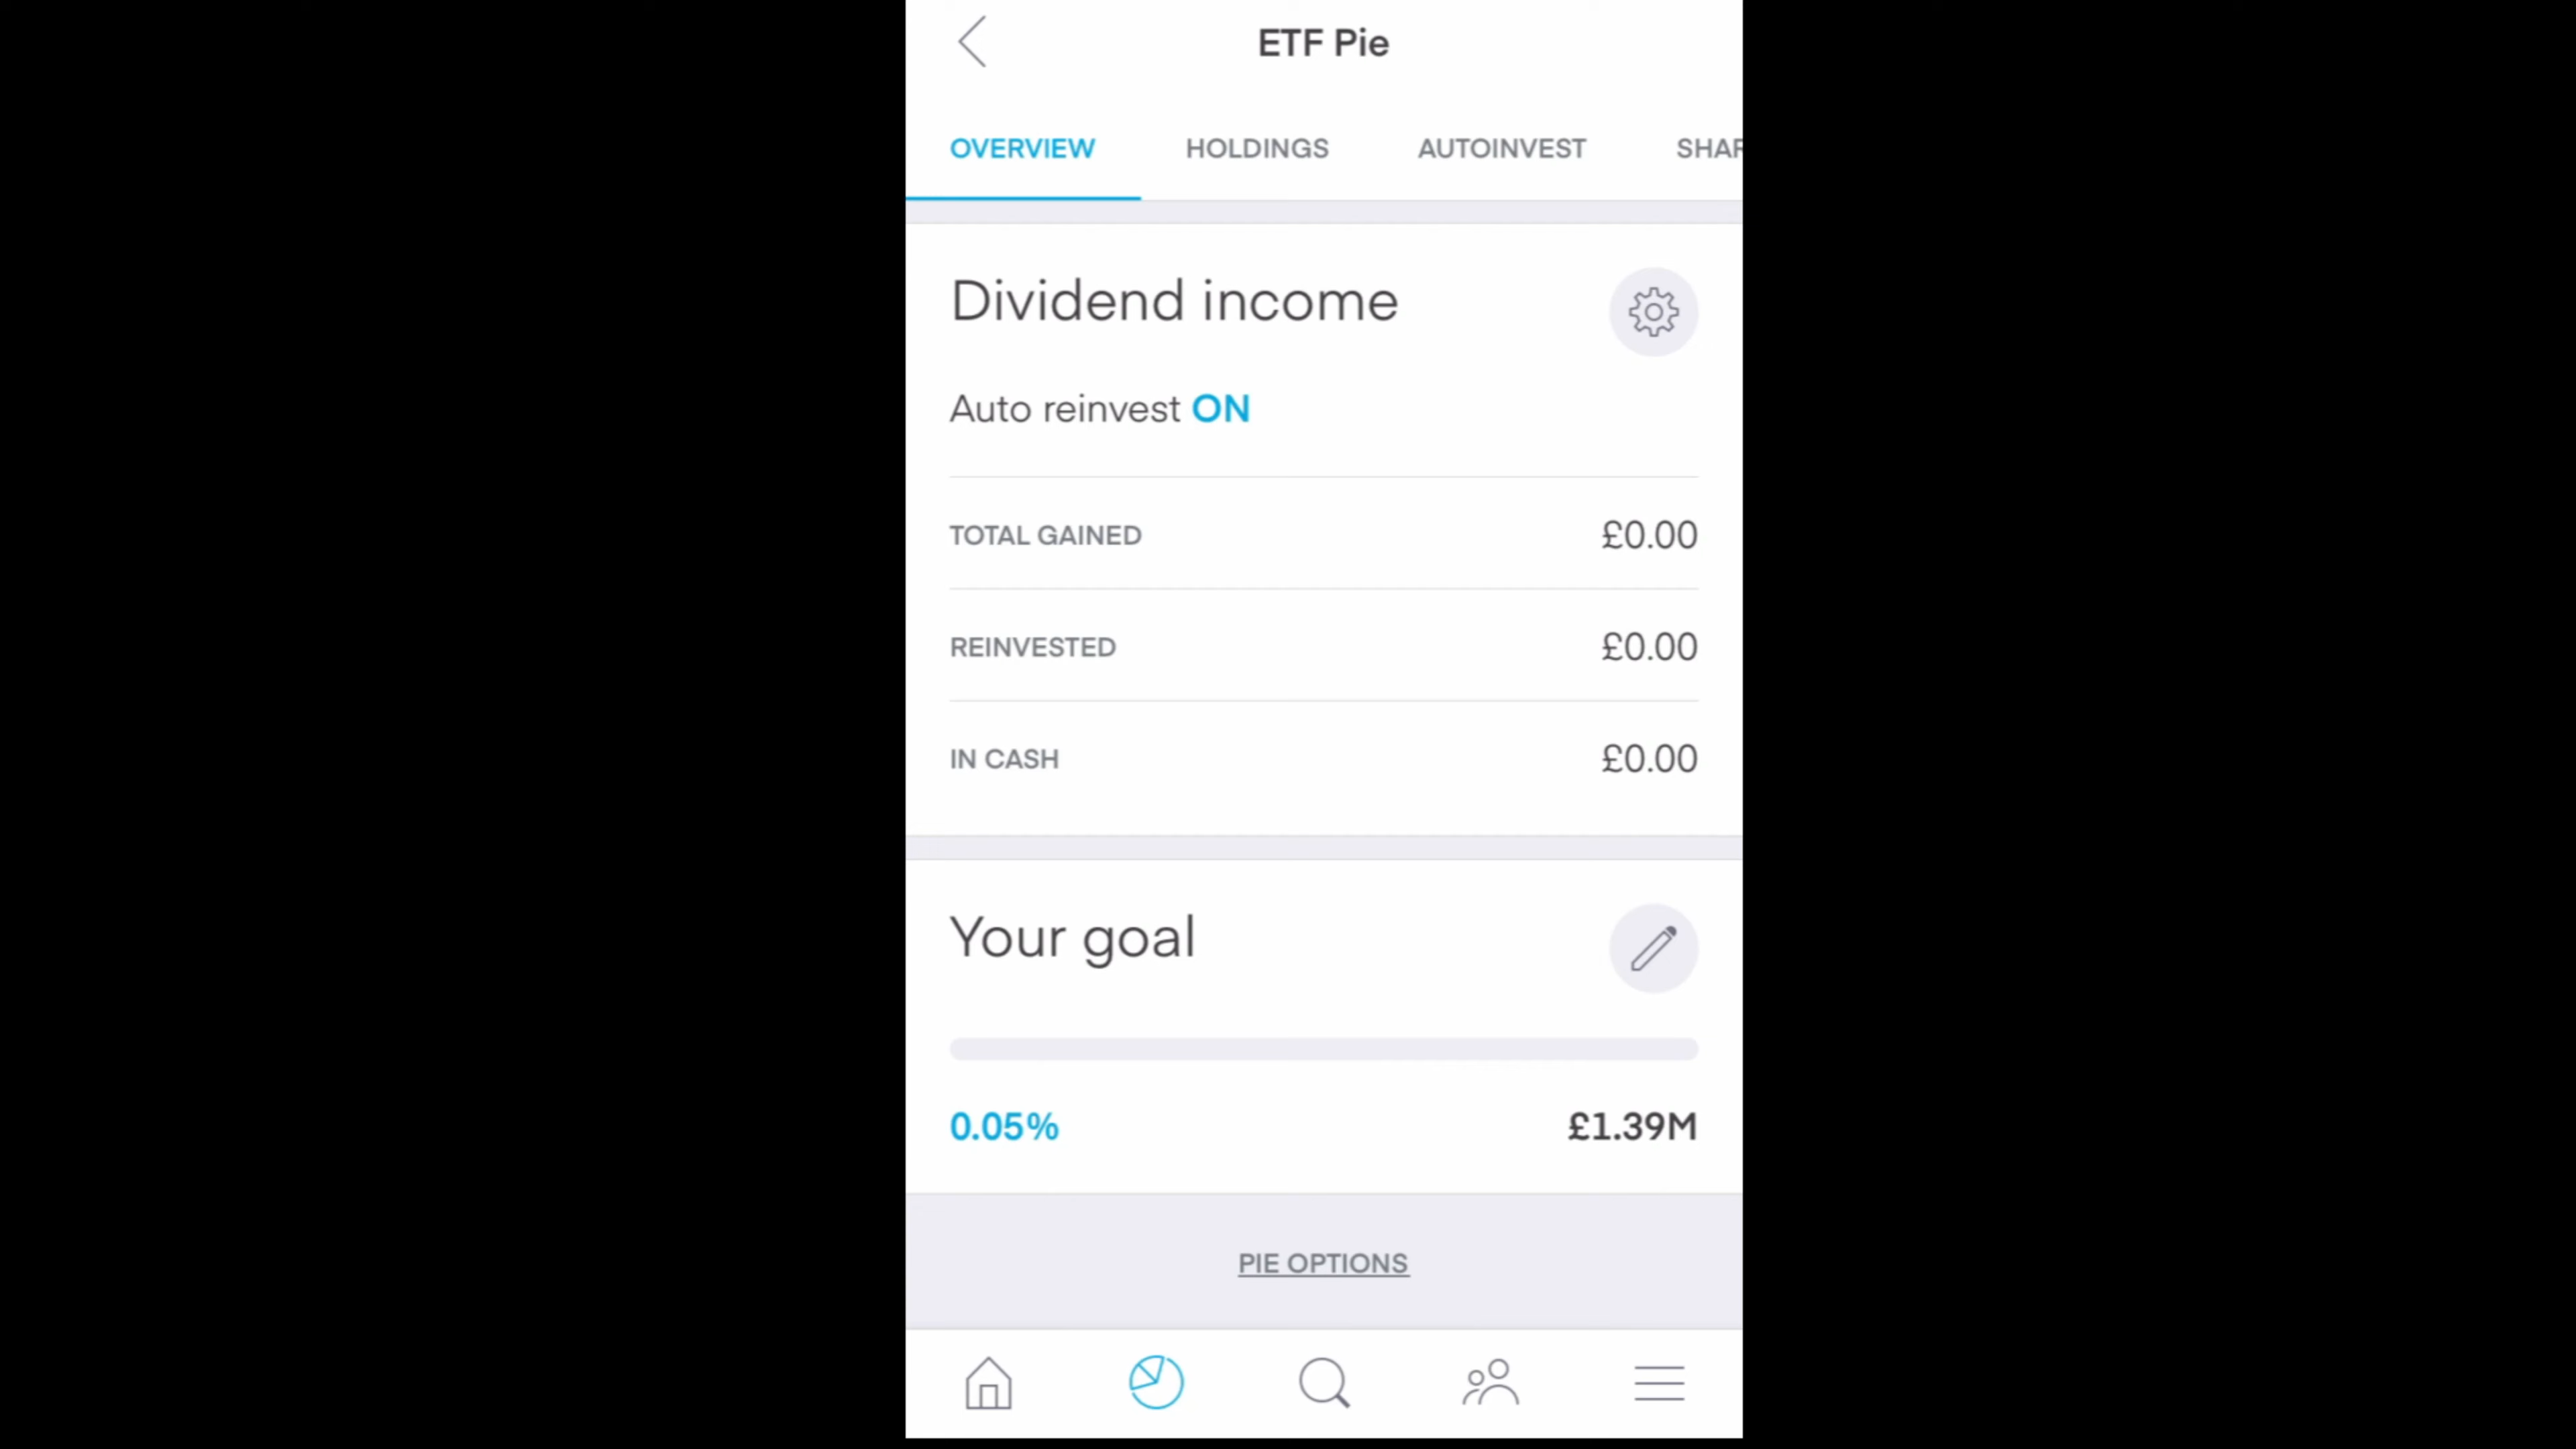 ETF Pie
OVERVIEW HOLDINGS AUTOINVEST SHAR
Dividend income
Auto reinvest ON
TOTAL GAINED £0.00
REINVESTED £0.00
IN CASH £0.00
Your goal
0.05% £1.39M
PIE OPTIONS